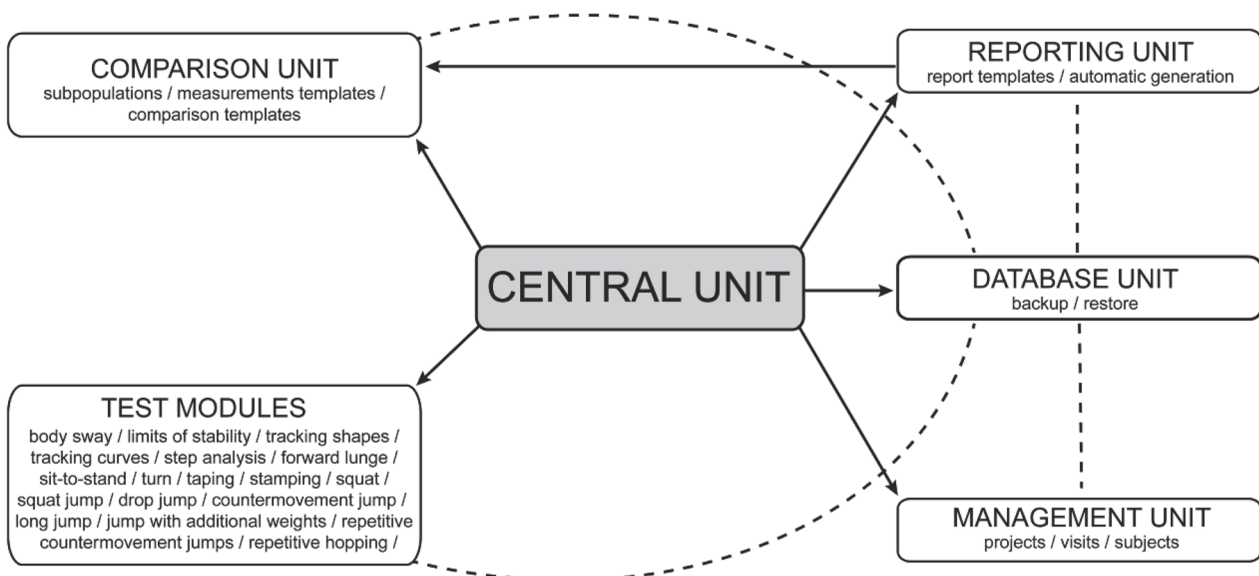 COMPARISON UNIT
subpopulations / measurements templates /
comparison templates
REPORTING UNIT
report templates / automatic generation
CENTRAL UNIT
DATABASE UNIT
backup / restore
TEST MODULES
body sway / limits of stability / tracking shapes /
tracking curves / step analysis / forward lunge /
sit-to-stand / turn / taping / stamping / squat /
squat jump / drop jump / countermovement jump /
long jump / jump with additional weights / repetitive
countermovement jumps / repetitive hopping /
MANAGEMENT UNIT
projects / visits / subjects